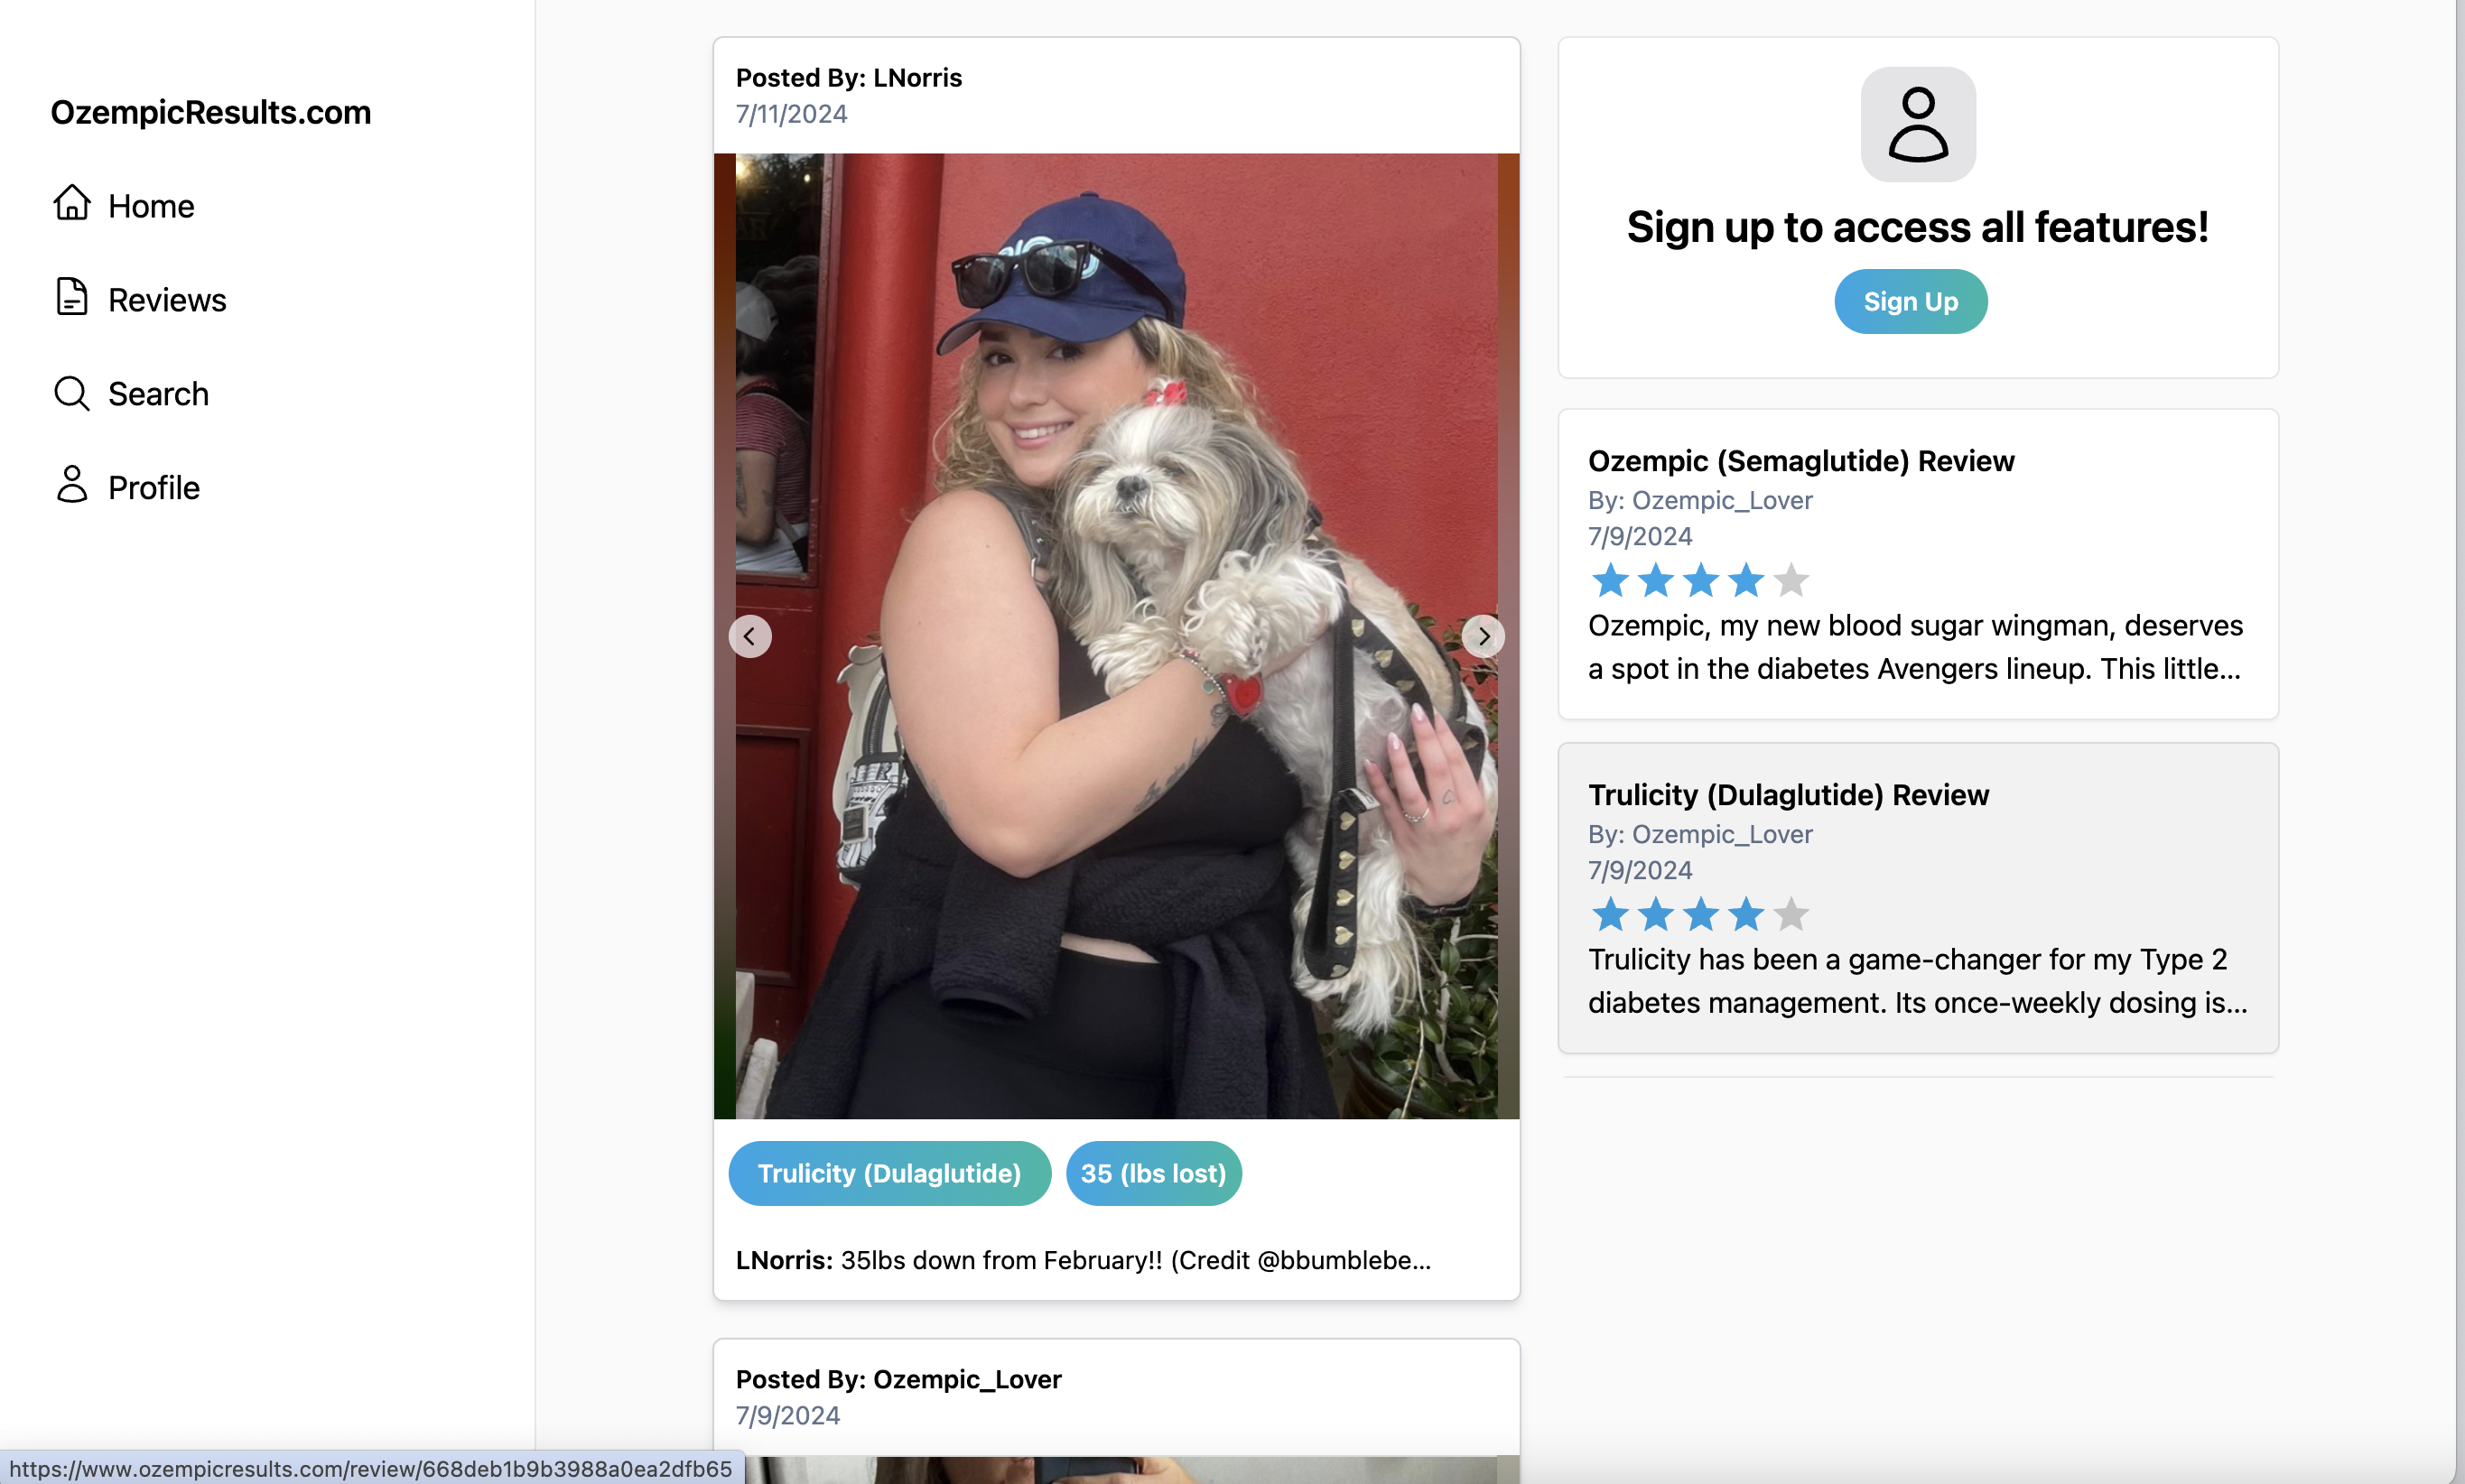 OzempicResults.com
Home
Reviews
Search
Profile
Posted By: LNorris
7/11/2024
Trulicity (Dulaglutide)
35 (lbs lost)
LNorris: 35lbs down from February!! (Credit @bbumblebe...
Posted By: Ozempic_Lover
7/9/2024
Sign up to access all features!
Sign Up
Ozempic (Semaglutide) Review
By: Ozempic_Lover
7/9/2024
Ozempic, my new blood sugar wingman, deserves
a spot in the diabetes Avengers lineup. This little...
Trulicity (Dulaglutide) Review
By: Ozempic_Lover
7/9/2024
Trulicity has been a game-changer for my Type 2
diabetes management. Its once-weekly dosing is...
https://www.ozempicresults.com/review/668deb1b9b3988a0ea2dfb65